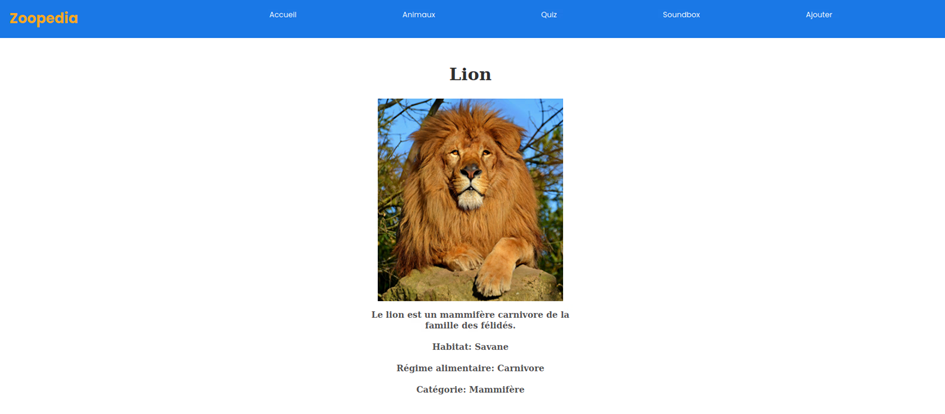 Zoopedia
Accueil
Animaux
Quiz
Soundbox
Ajouter
Lion
Le lion est un mammifère carnivore de la
famille des félidés.
Habitat: Savane
Régime alimentaire: Carnivore
Catégorie: Mammifère